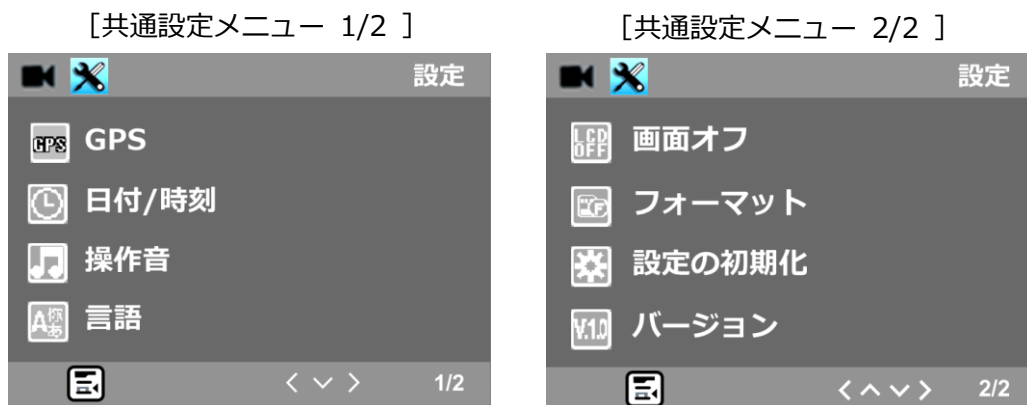 [共通設定メニュー 1/2 ]
設定
GPS GPS
日付/時刻
操作音
A你あ 言語
1/2
[共通設定メニュー 2/2 ]
設定
LCD OFF 画面オフ
F フォーマット
設定の初期化
V.1.0 バージョン
2/2